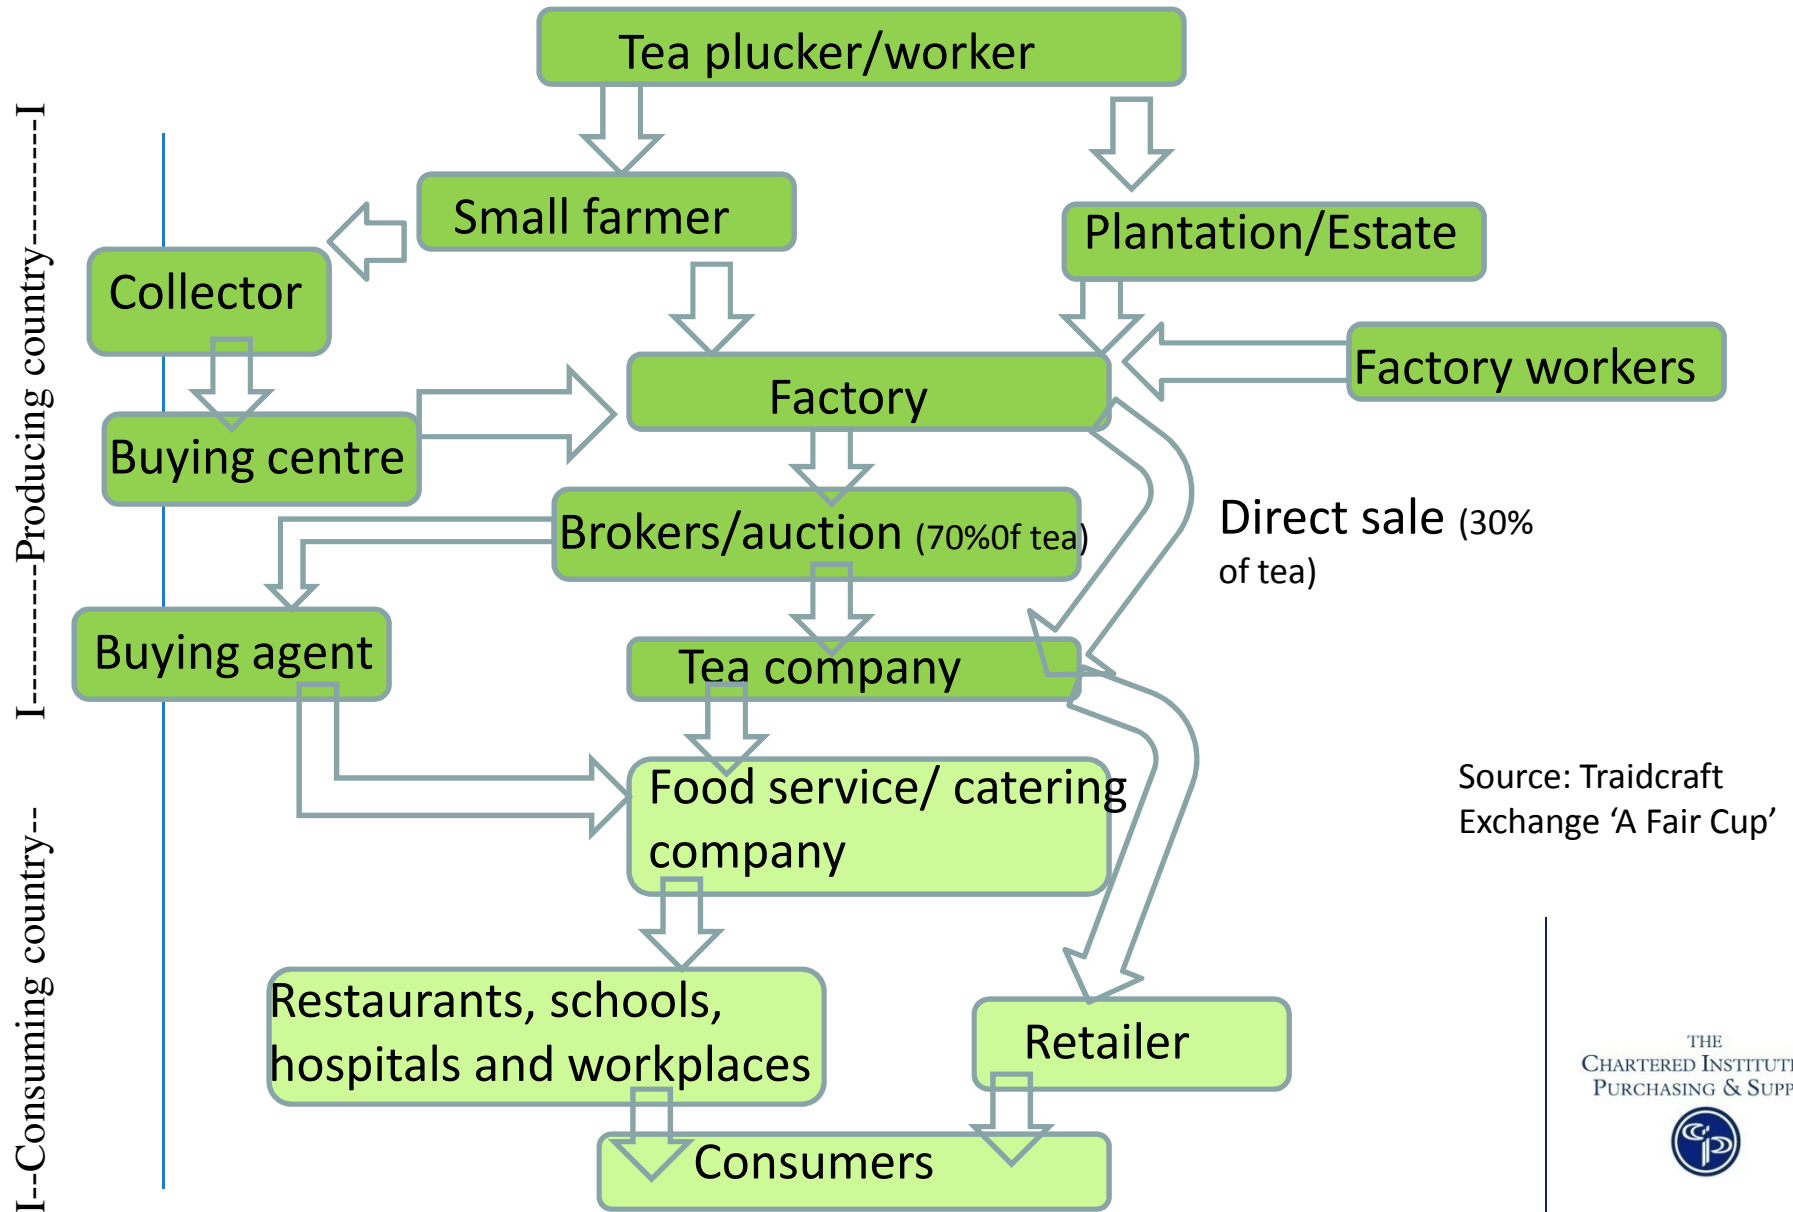 Tea plucker/worker
I----------Producing country-----------I
Small farmer
Plantation/Estate
Collector
Factory workers
Factory
Buying centre
Brokers/auction (70%0f tea)
Direct sale (30%
of tea)
Buying agent
Tea company
Food service/ catering
company
Source: Traidcraft
Exchange ‘A Fair Cup’
I--Consuming country--
Restaurants, schools,
hospitals and workplaces
Retailer
Consumers
THE
CHARTERED INSTITUTE
PURCHASING & SUPP